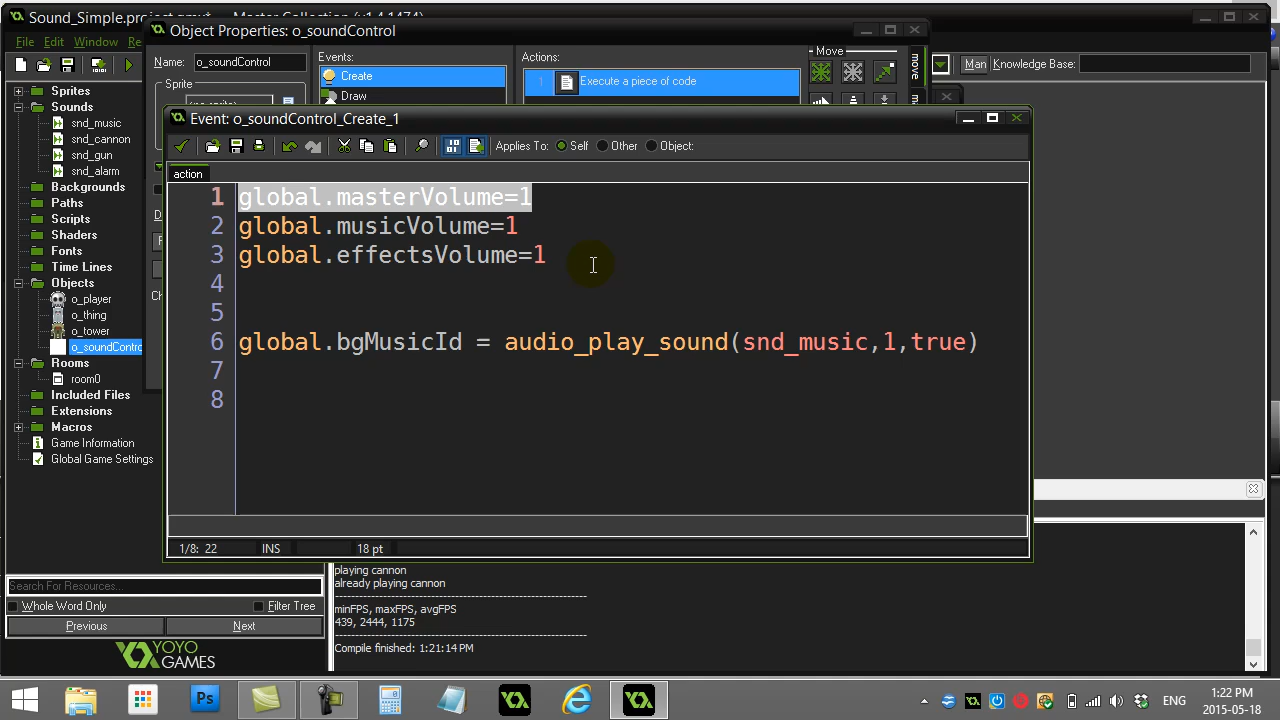 Sound_Simple.project.gmx* - Master Collection (v1.4.1474)
File Edit Window Re
Object Properties: o_soundControl
Name: o_soundControl
Sprite
Events:
Create
Draw
Actions:
1 Execute a piece of code
Move
move
Man
Knowledge Base:
Event: o_soundControl_Create_1
Applies To: Self Other Object:
action
1 global.masterVolume=1
2 global.musicVolume=1
3 global.effectsVolume=1
4
5
6 global.bgMusicId = audio_play_sound(snd_music,1,true)
7
8
1/8: 22 INS 18 pt
Sprites
Sounds
snd_music
snd_cannon
snd_gun
snd_alarm
Backgrounds
Paths
Scripts
Shaders
Fonts
Time Lines
Objects
o_player
o_thing
o_tower
o_soundContro
Rooms
room0
Included Files
Extensions
Macros
Game Information
Global Game Settings
Search For Resources...
Whole Word Only Filter Tree
Previous Next
YOYO
GAMES
playing cannon
already playing cannon
minFPS, maxFPS, avgFPS
439, 2444, 1175
Compile finished: 1:21:14 PM
Ps
ENG
1:22 PM
2015-05-18